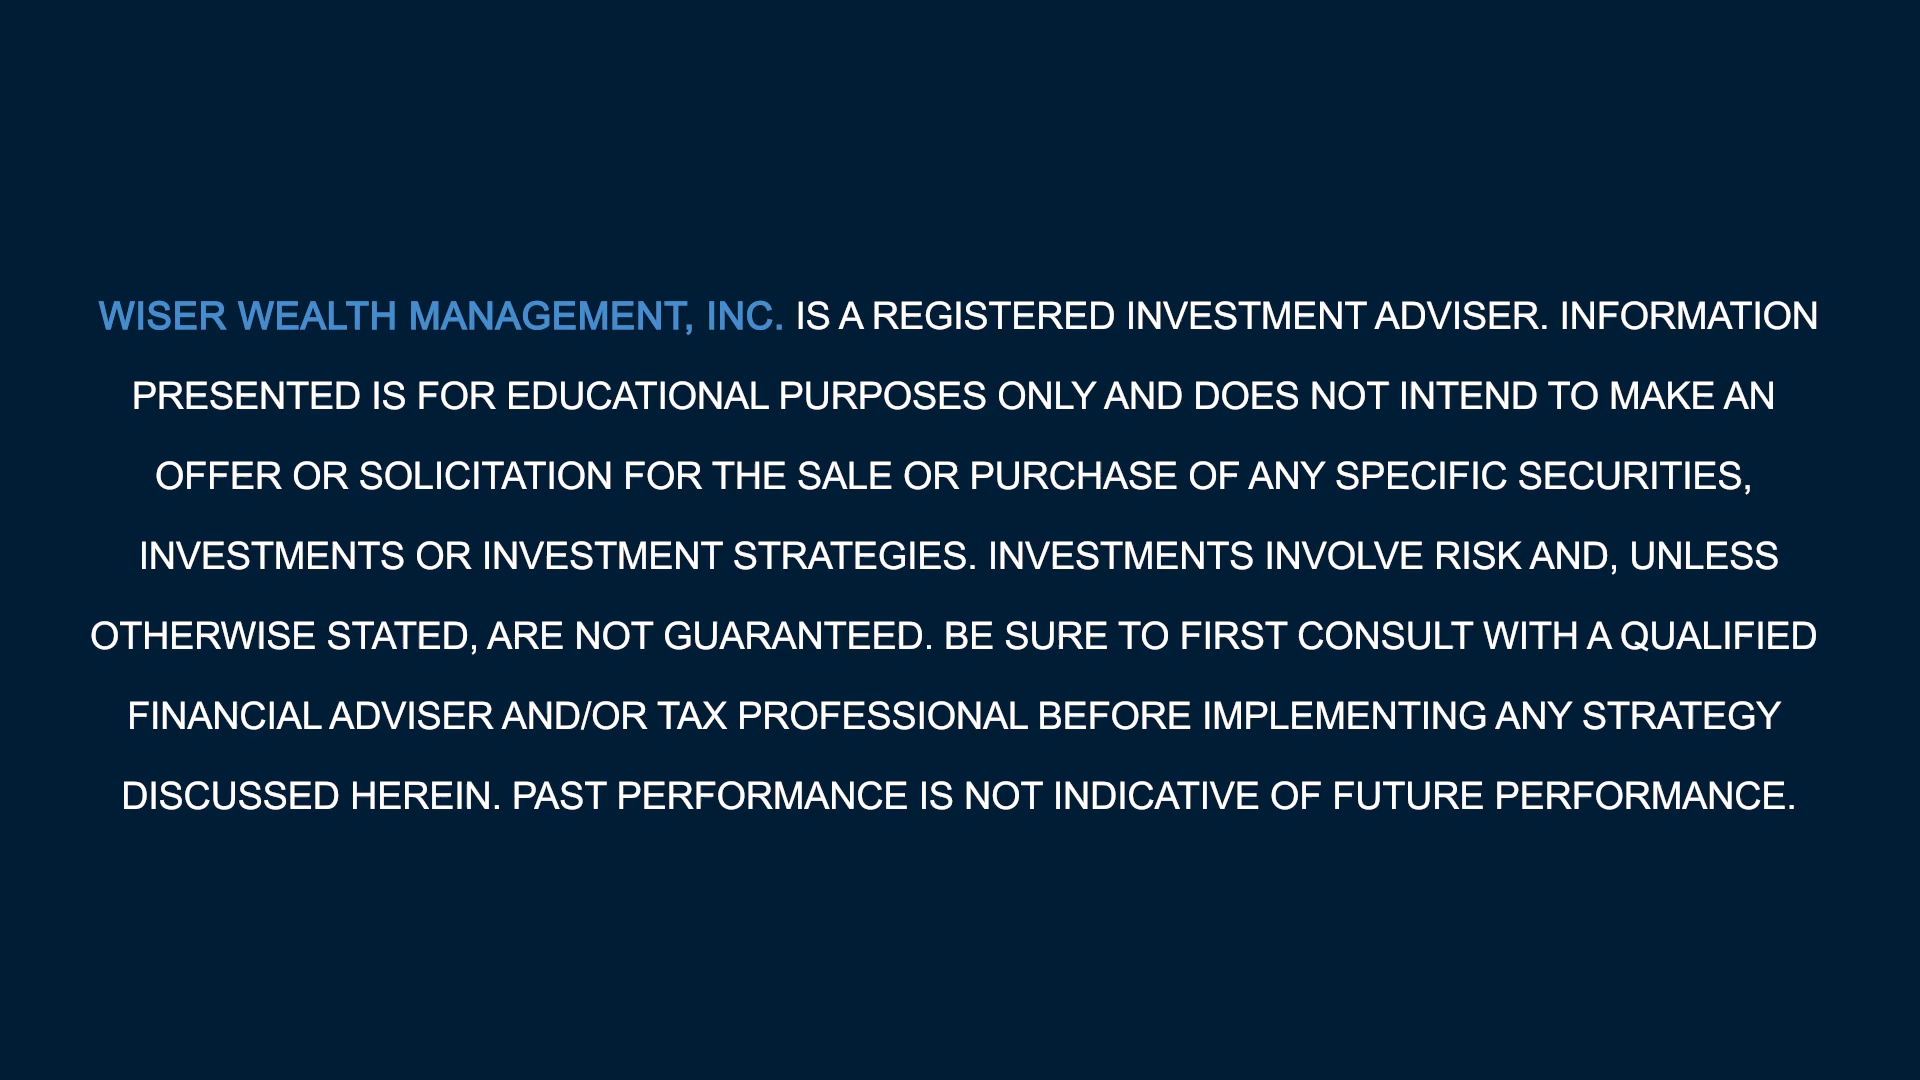 WISER WEALTH MANAGEMENT, INC. IS A REGISTERED INVESTMENT ADVISER. INFORMATION
PRESENTED IS FOR EDUCATIONAL PURPOSES ONLY AND DOES NOT INTEND TO MAKE AN
OFFER OR SOLICITATION FOR THE SALE OR PURCHASE OF ANY SPECIFIC SECURITIES,
INVESTMENTS OR INVESTMENT STRATEGIES. INVESTMENTS INVOLVE RISK AND, UNLESS
OTHERWISE STATED, ARE NOT GUARANTEED. BE SURE TO FIRST CONSULT WITH A QUALIFIED
FINANCIAL ADVISER AND/OR TAX PROFESSIONAL BEFORE IMPLEMENTING ANY STRATEGY
DISCUSSED HEREIN. PAST PERFORMANCE IS NOT INDICATIVE OF FUTURE PERFORMANCE.